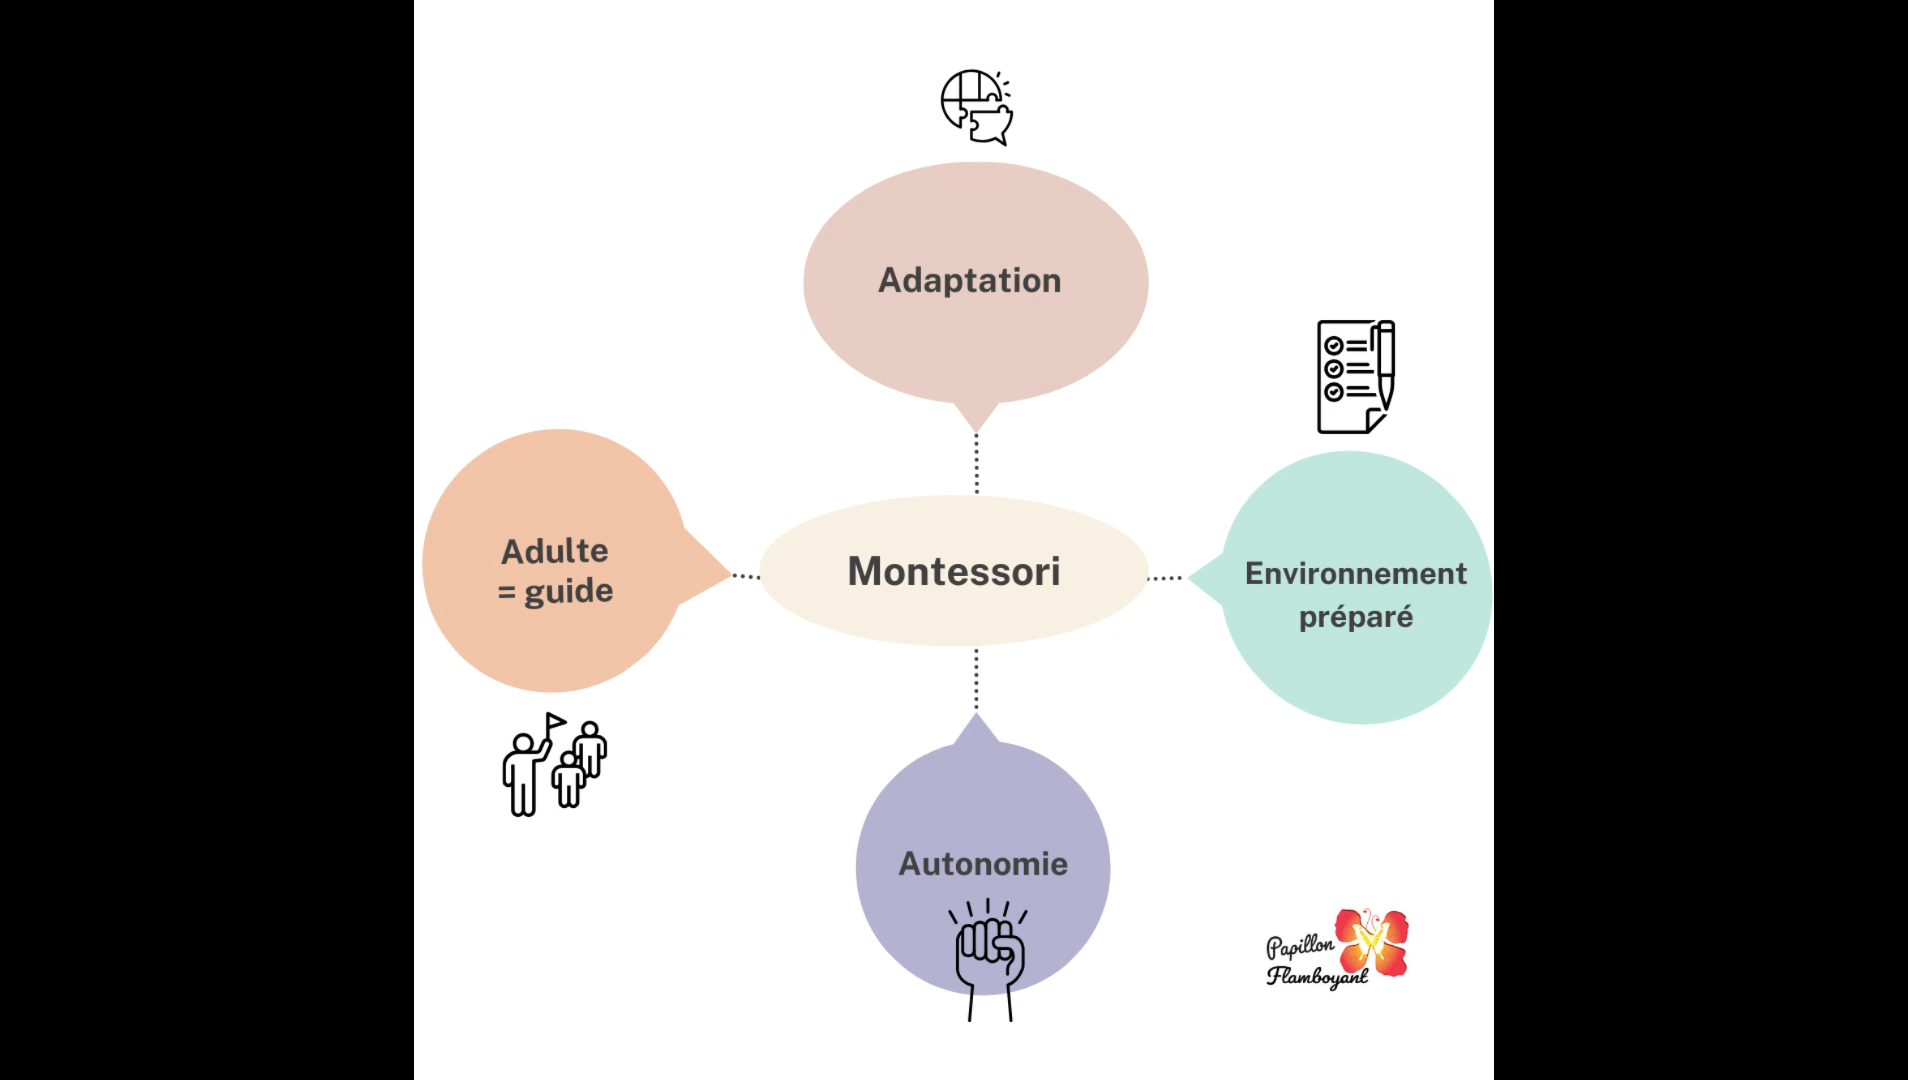 Adaptation
Adulte
= guide
Montessori
Environnement
préparé
Autonomie
Papillon
Flamboyant